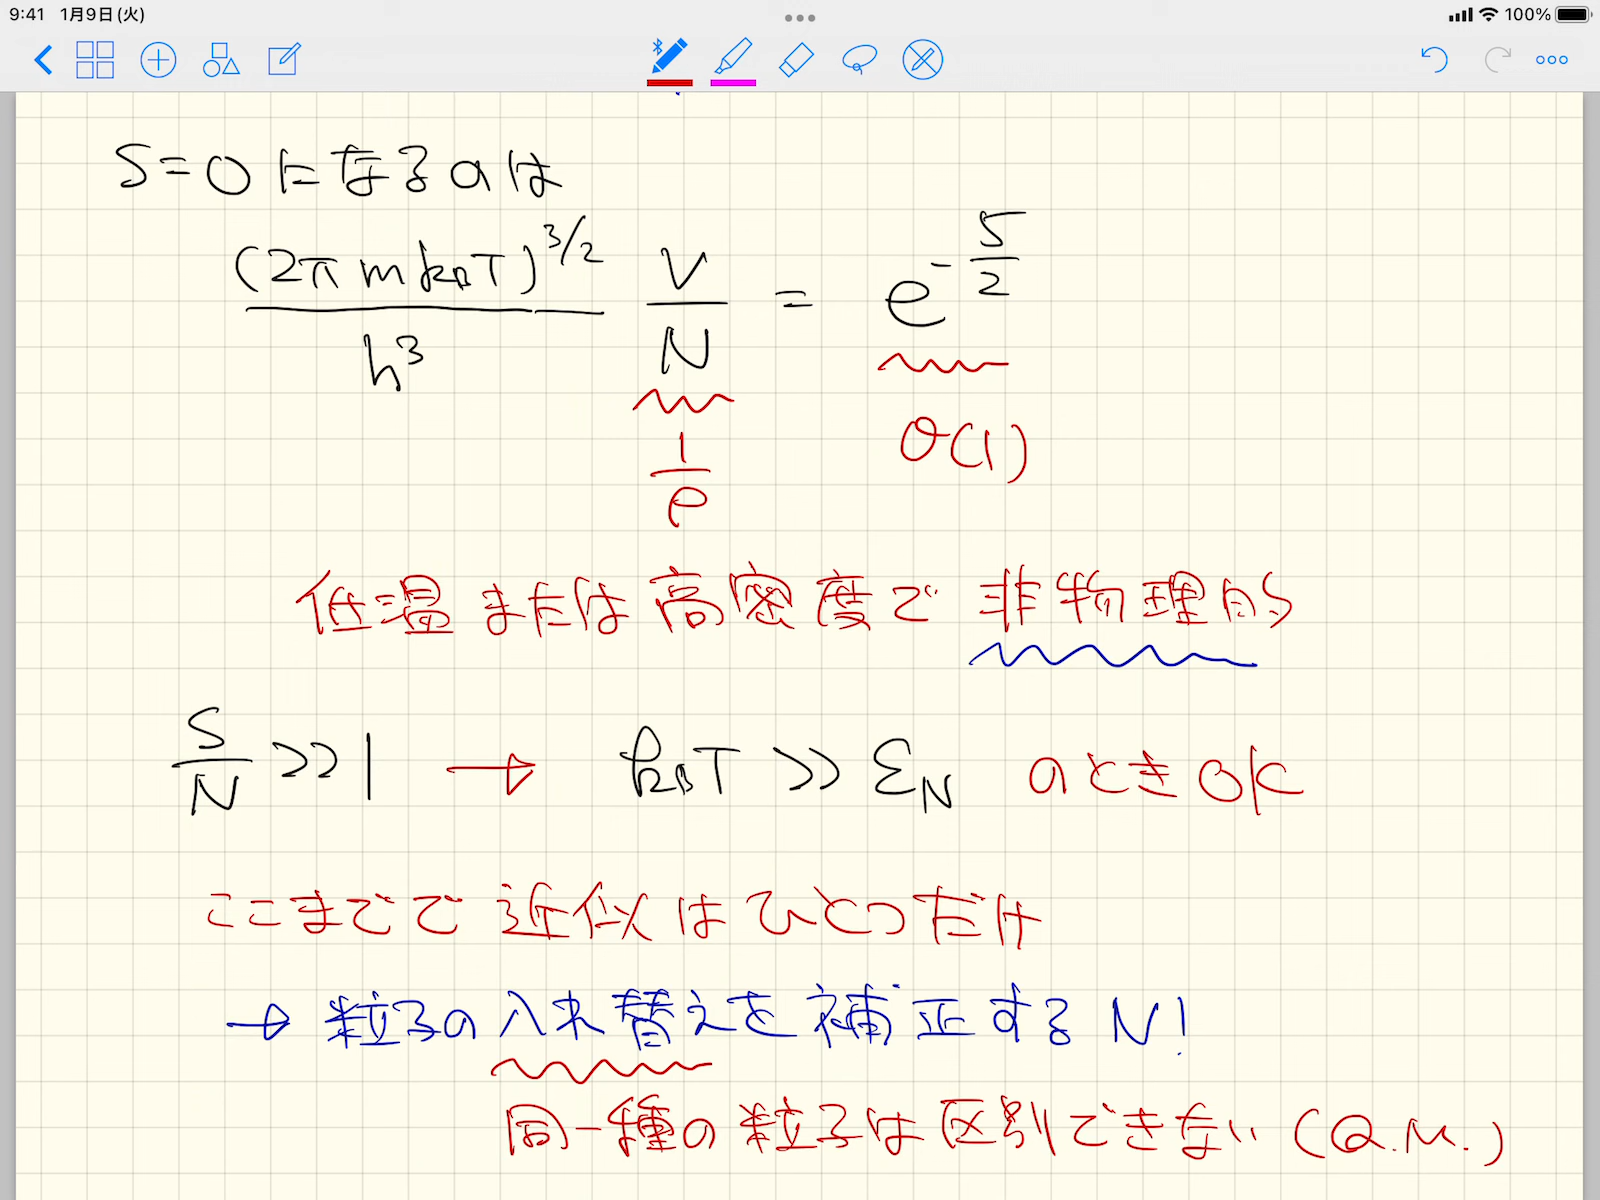 9:41 1月9日(火) 100%
S=0になるのは
(2πmkBT)^3/2 / h^3 V/N = e^-5/2
1/ρ O(1)
低温または高密度で非物理的
S/N >> 1 → kBT >> εN のときOK
ここまでで近似はひとつだけ
→ 粒子の入れ替えを補正するN!
同一種の粒子は区別できない(Q.M.)